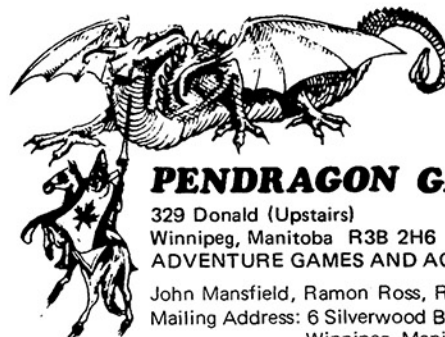 PENDRAGON
329 Donald (Upstairs)
Winnipeg, Manitoba R3B 2H6
ADVENTURE GAMES AND
John Mansfield, Ramon Ross,
Mailing Address: 6 Silverwood